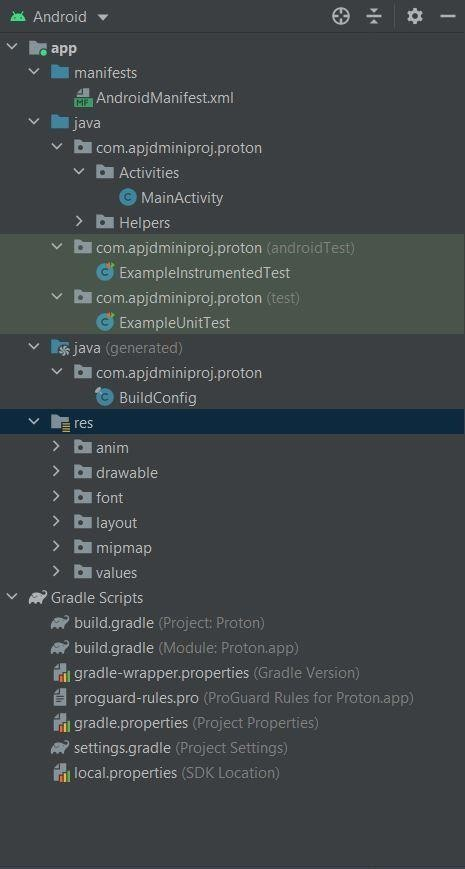 Android
app
manifests
MF AndroidManifest.xml
java
com.apjdminiproj.proton
Activities
C MainActivity
Helpers
com.apjdminiproj.proton (androidTest)
C ExampleInstrumentedTest
com.apjdminiproj.proton (test)
C ExampleUnitTest
java (generated)
com.apjdminiproj.proton
C BuildConfig
res
anim
drawable
font
layout
mipmap
values
Gradle Scripts
build.gradle (Project: Proton)
build.gradle (Module: Proton.app)
gradle-wrapper.properties (Gradle Version)
proguard-rules.pro (ProGuard Rules for Proton.app)
gradle.properties (Project Properties)
settings.gradle (Project Settings)
local.properties (SDK Location)